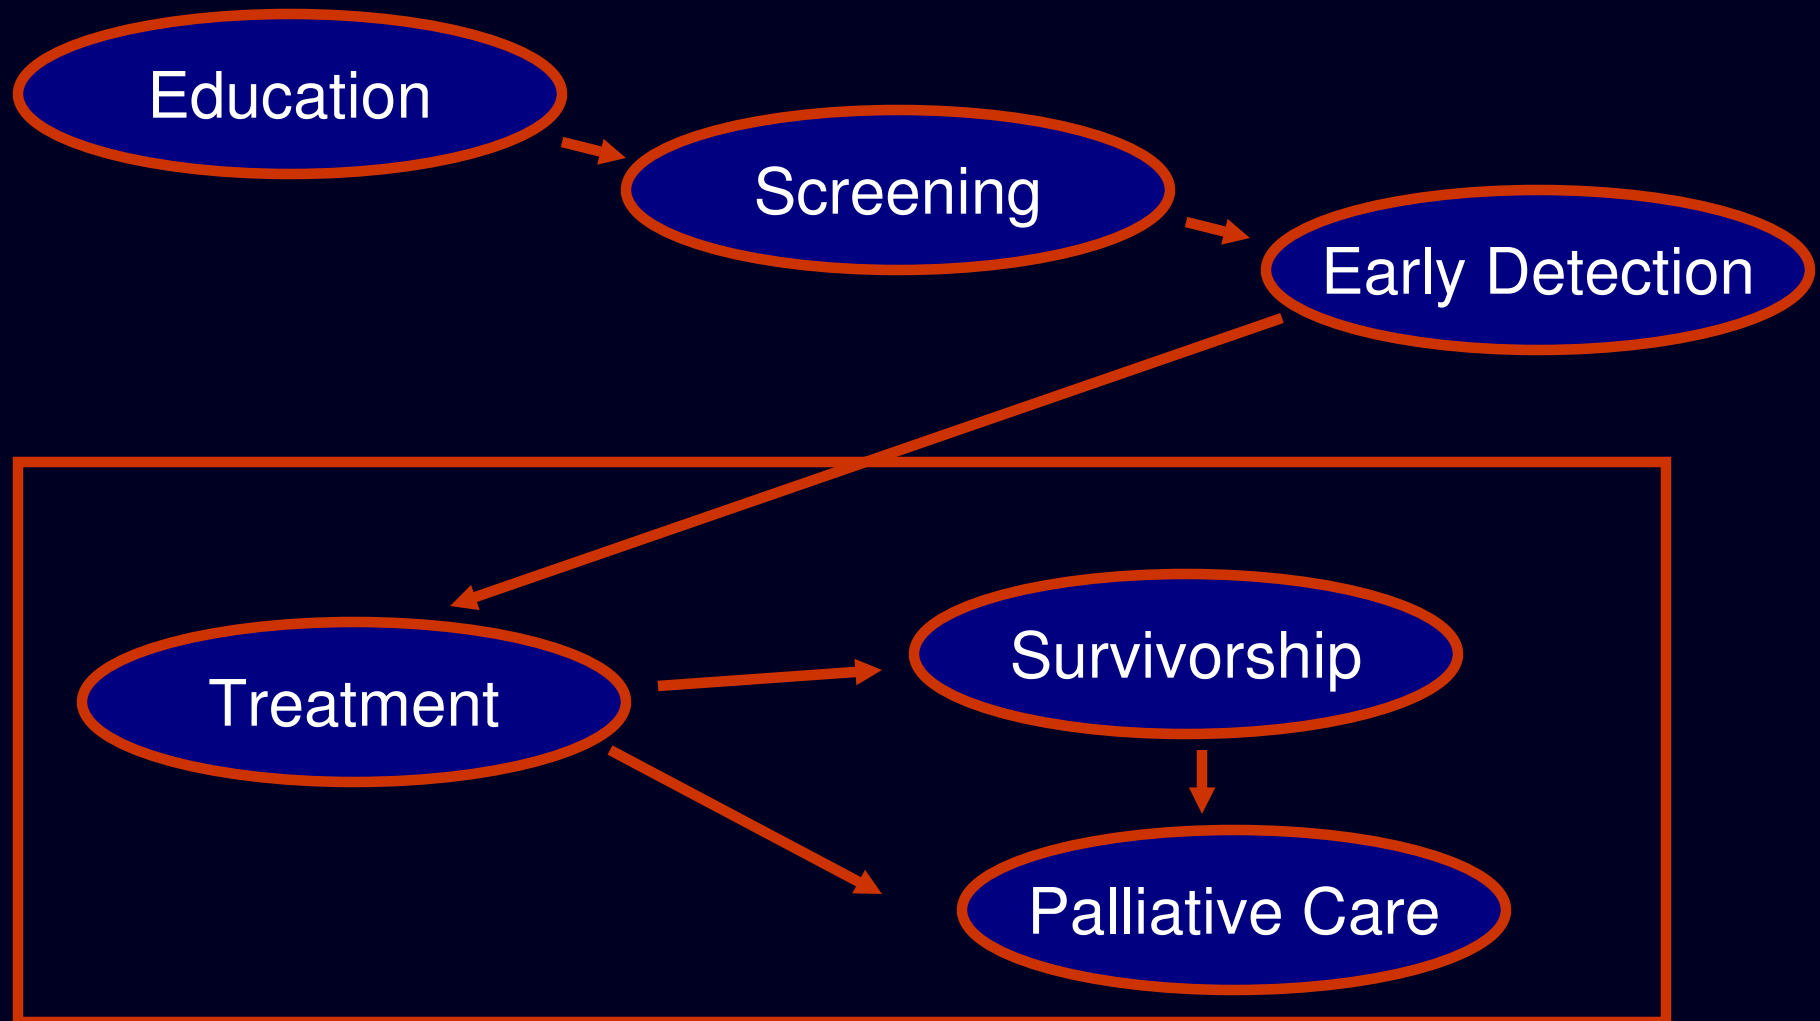 Education
Screening
Early Detection
Treatment
Survivorship
Palliative Care